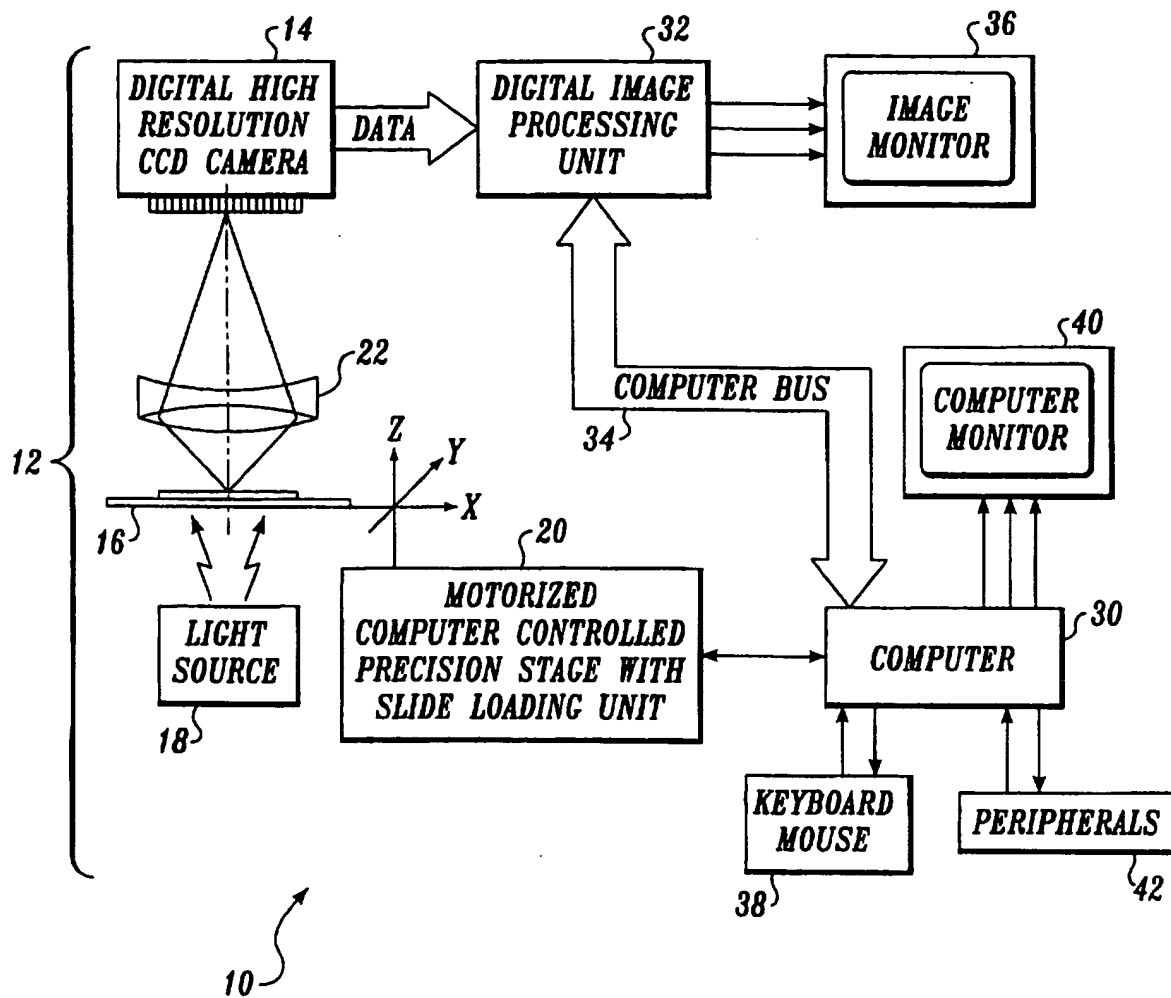 14
32
36
DIGITAL HIGH
RESOLUTION
CCD CAMERA
DATA
DIGITAL IMAGE
PROCESSING
UNIT
IMAGE
MONITOR
22
40
COMPUTER BUS
34
COMPUTER
MONITOR
12
Z
Y
X
16
20
LIGHT
SOURCE
18
MOTORIZED
COMPUTER CONTROLLED
PRECISION STAGE WITH
SLIDE LOADING UNIT
30
COMPUTER
KEYBOARD
MOUSE
38
PERIPHERALS
42
10